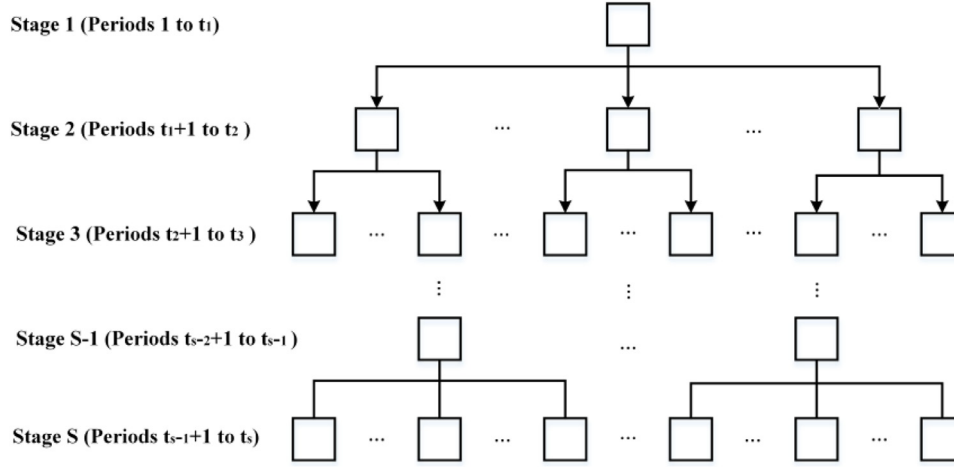 Stage 1 (Periods 1 to t₁)
Stage 2 (Periods t₁+1 to t₂ )
... ...
Stage 3 (Periods t₂+1 to t₃ )
... ... ... ... ...
⋮ ⋮ ⋮
Stage S-1 (Periods tₛ₋₂+1 to tₛ₋₁ )
...
Stage S (Periods tₛ₋₁+1 to tₛ)
... ... ... ... ...